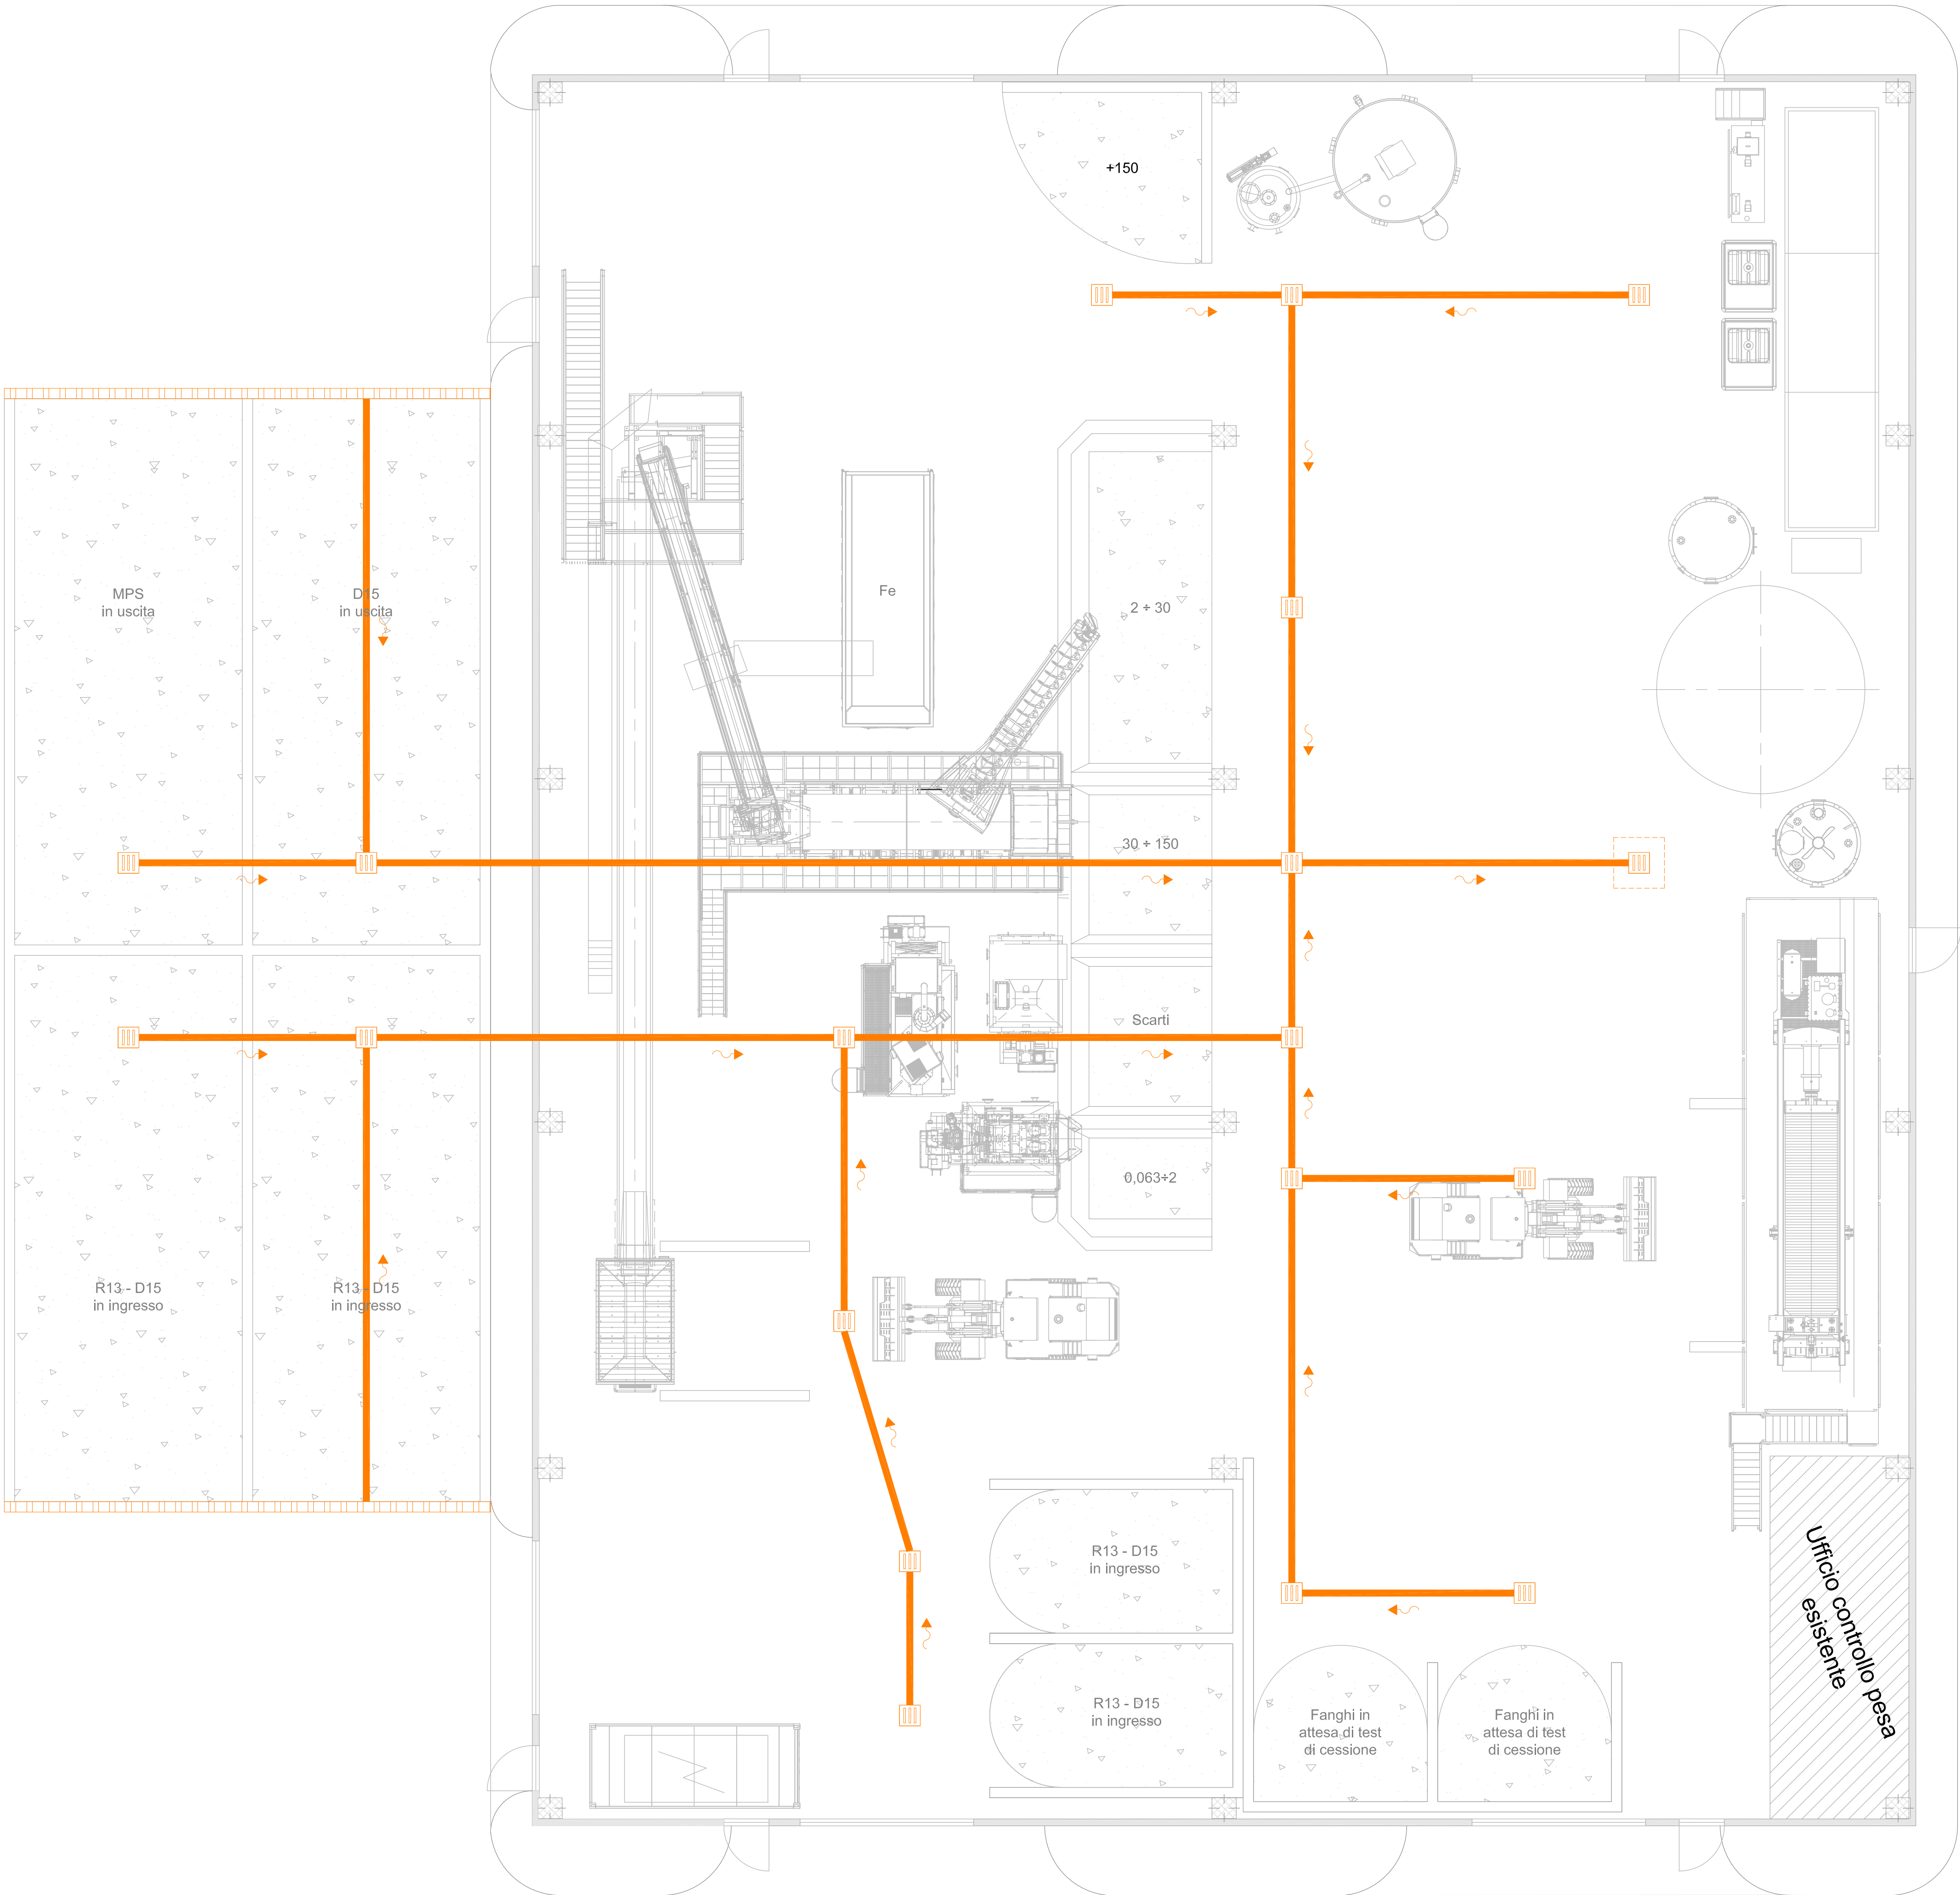 +150
MPS
in uscita
D15
in uscita
Fe
2 ÷ 30
30 ÷ 150
Scarti
0,063÷2
R13 - D15
in ingresso
R13 - D15
in ingresso
R13 - D15
in ingresso
R13 - D15
in ingresso
Fanghi in
attesa di test
di cessione
Fanghi in
attesa di test
di cessione
Ufficio controllo pesa
esistente